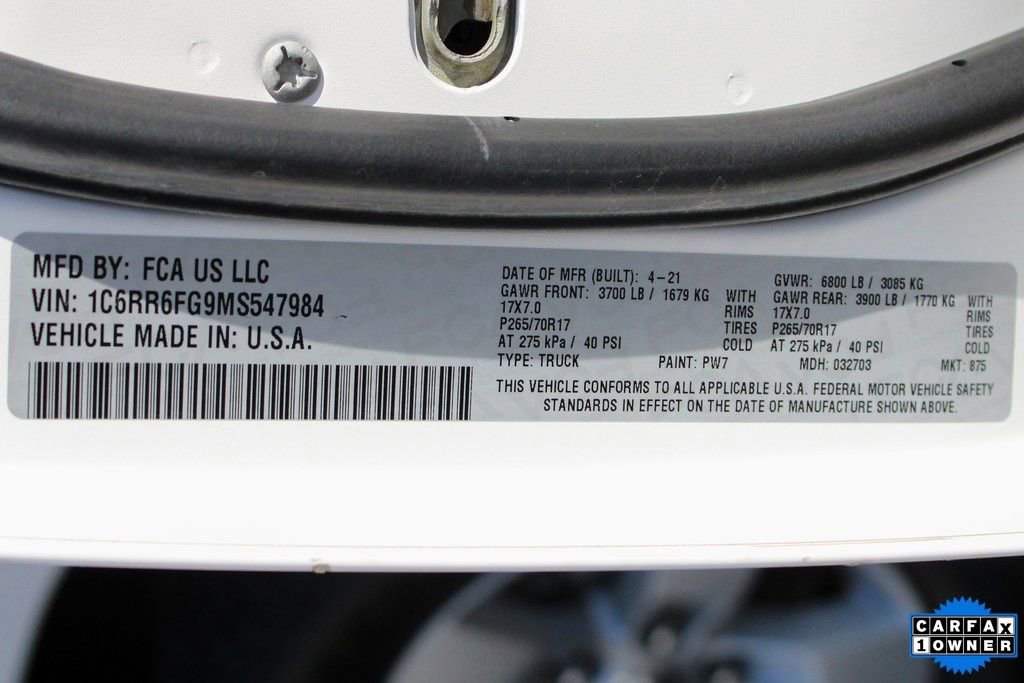 MFD BY: FCA US LLC
VIN: 1C6RR6FG9MS547984
VEHICLE MADE IN: U.S.A.
DATE OF MFR (BUILT): 4-21
GAWR FRONT: 3700 LB / 1679 KG WITH
17X7.0 RIMS
P265/70R17 TIRES
AT 275 kPa / 40 PSI COLD
TYPE: TRUCK PAINT: PW7
GVWR: 6800 LB / 3085 KG
GAWR REAR: 3900 LB / 1770 KG WITH
17X7.0 RIMS
P265/70R17 TIRES
AT 275 kPa / 40 PSI COLD
MDH: 032703 MKT: 875
THIS VEHICLE CONFORMS TO ALL APPLICABLE U.S.A. FEDERAL MOTOR VEHICLE SAFETY
STANDARDS IN EFFECT ON THE DATE OF MANUFACTURE SHOWN ABOVE.
CARFAX
1OWNER